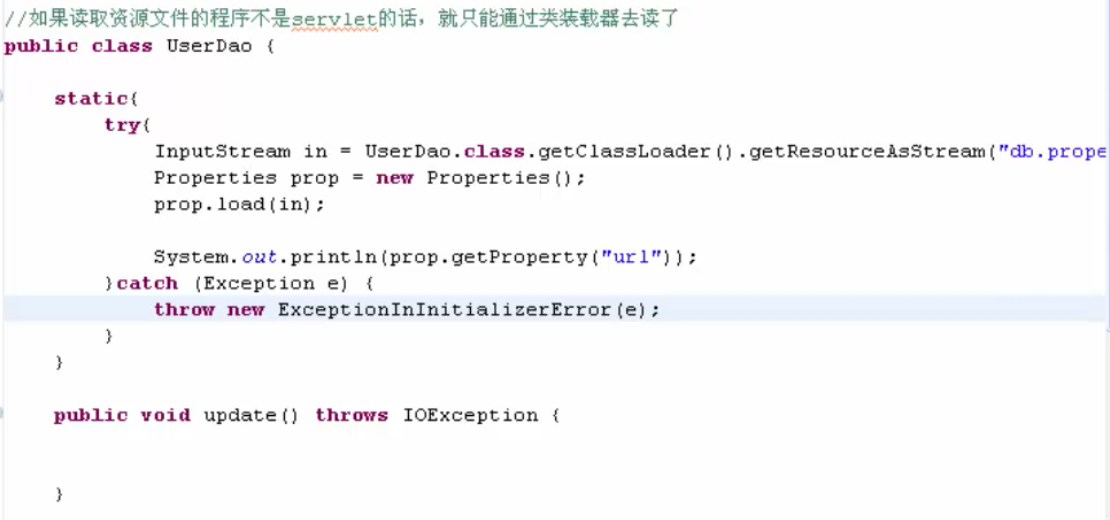 //如果读取资源文件的程序不是servlet的话，就只能通过类装载器去读了
public class UserDao {
static{
try{
InputStream in = UserDao.class.getClassLoader().getResourceAsStream("db.prope
Properties prop = new Properties();
prop.load(in);
System.out.println(prop.getProperty("url"));
}catch (Exception e) {
throw new ExceptionInInitializerError(e);
}
}
public void update() throws IOException {
}